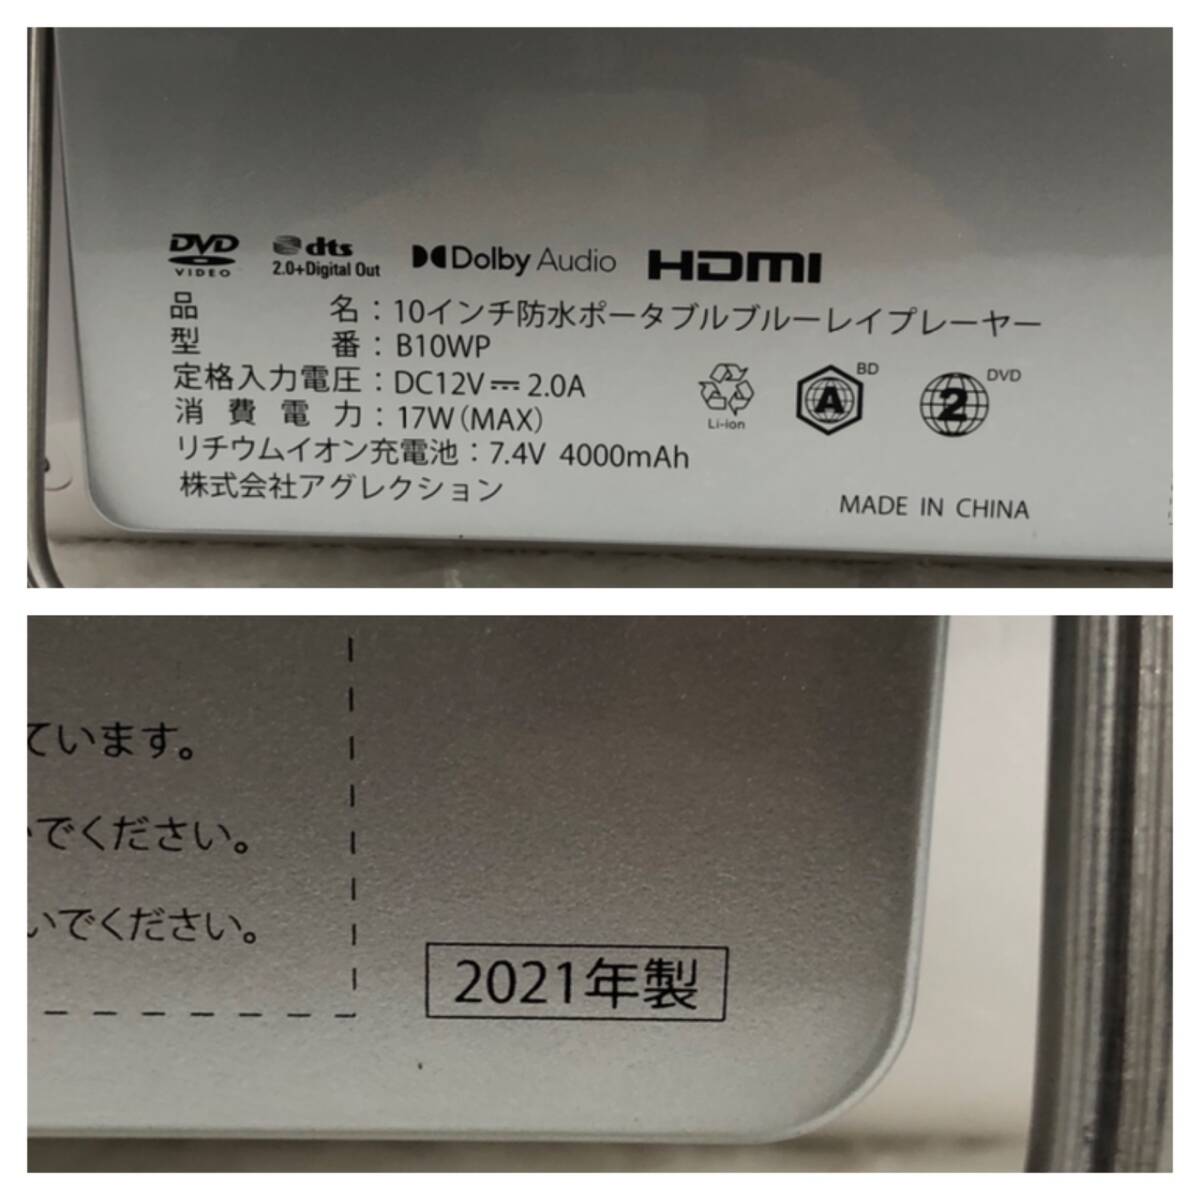 DVD VIDEO dts 2.0+Digital Out Dolby Audio HDMI
品名：10インチ防水ポータブルブルーレイプレーヤー
型番：B10WP
定格入力電圧：DC12V⎓2.0A
消費電力：17W（MAX）
リチウムイオン充電池：7.4V 4000mAh
株式会社アグレクション
Li-ion
A BD
2 DVD
MADE IN CHINA
ています。
でください。
いでください。
2021年製